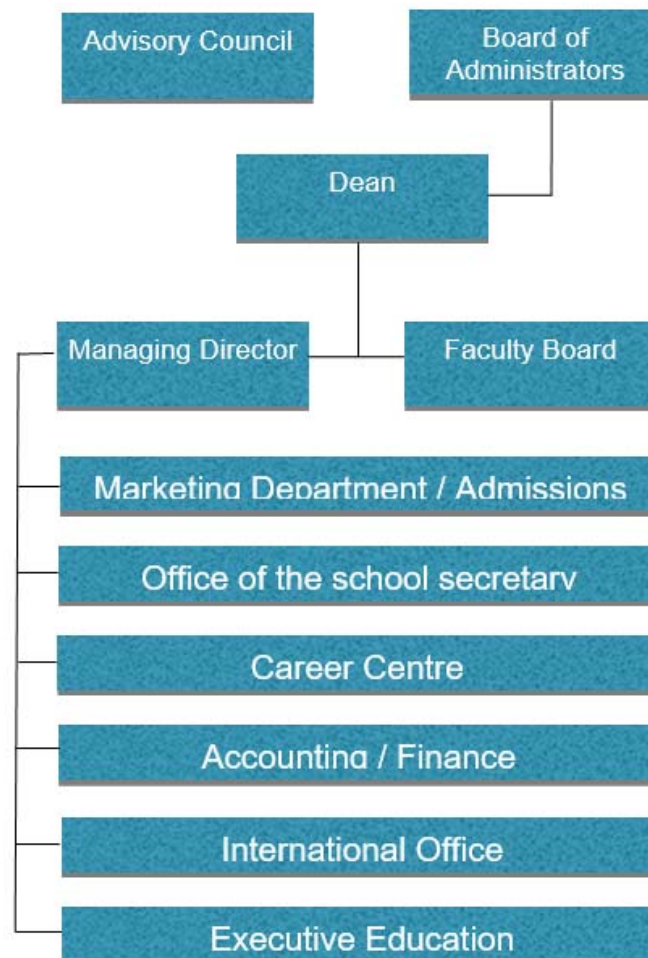 Advisory Council
Board of
Administrators
Dean
Managing Director
Faculty Board
Marketing Department / Admissions
Office of the school secretary
Career Centre
Accounting / Finance
International Office
Executive Education